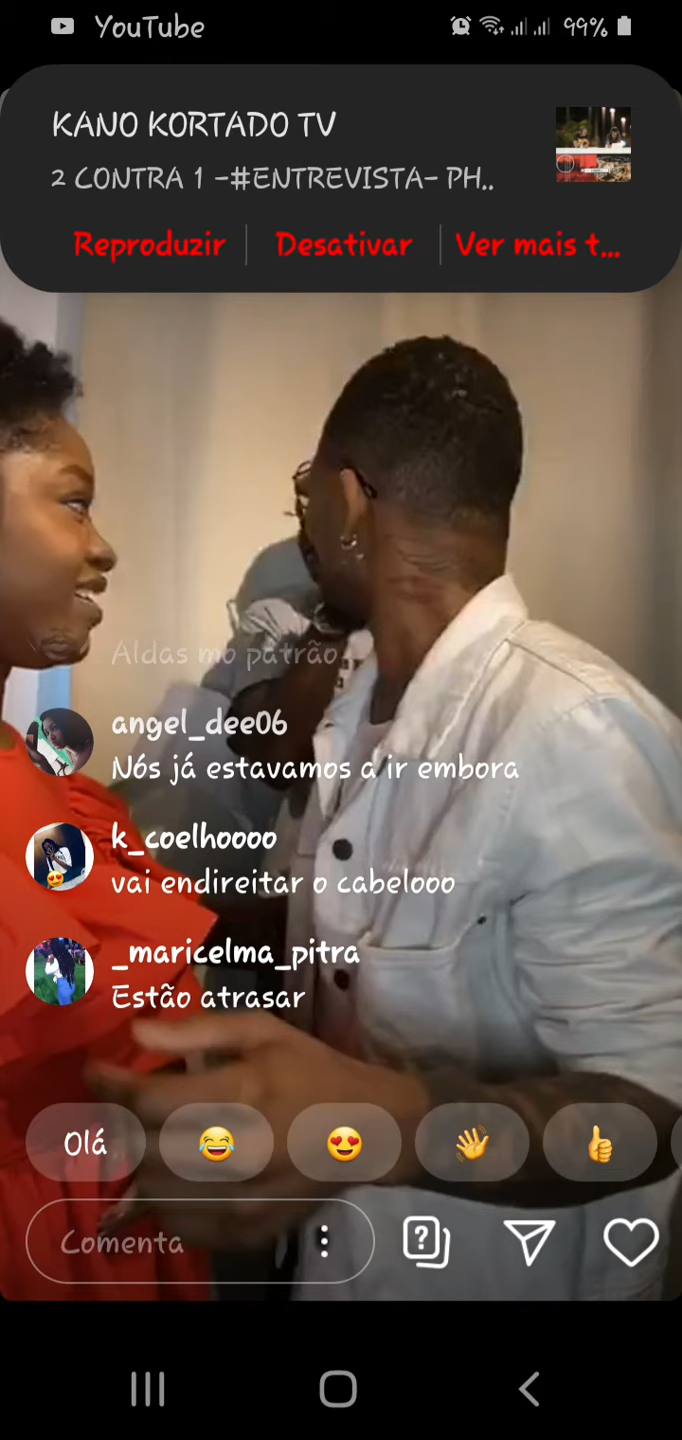 YouTube
99%
KANO KORTADO TV
2 CONTRA 1 -#ENTREVISTA- PH..
Reproduzir
Desativar
Ver mais t...
Aldas mo patrão
angel_dee06
Nós já estavamos a ir embora
k_coelhoooo
vai endireitar o cabelooo
_maricelma_pitra
Estão atrasar
Olá
Comenta